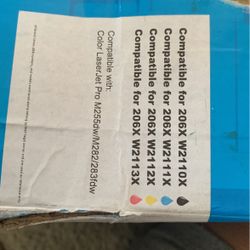 Compatible for 206X W2110X
Compatible for 206X W2111X
Compatible for 206X W2112X
Compatible for 206X W2113X
Compatible with:
Color LaserJet Pro M255dw/M282/283fdw